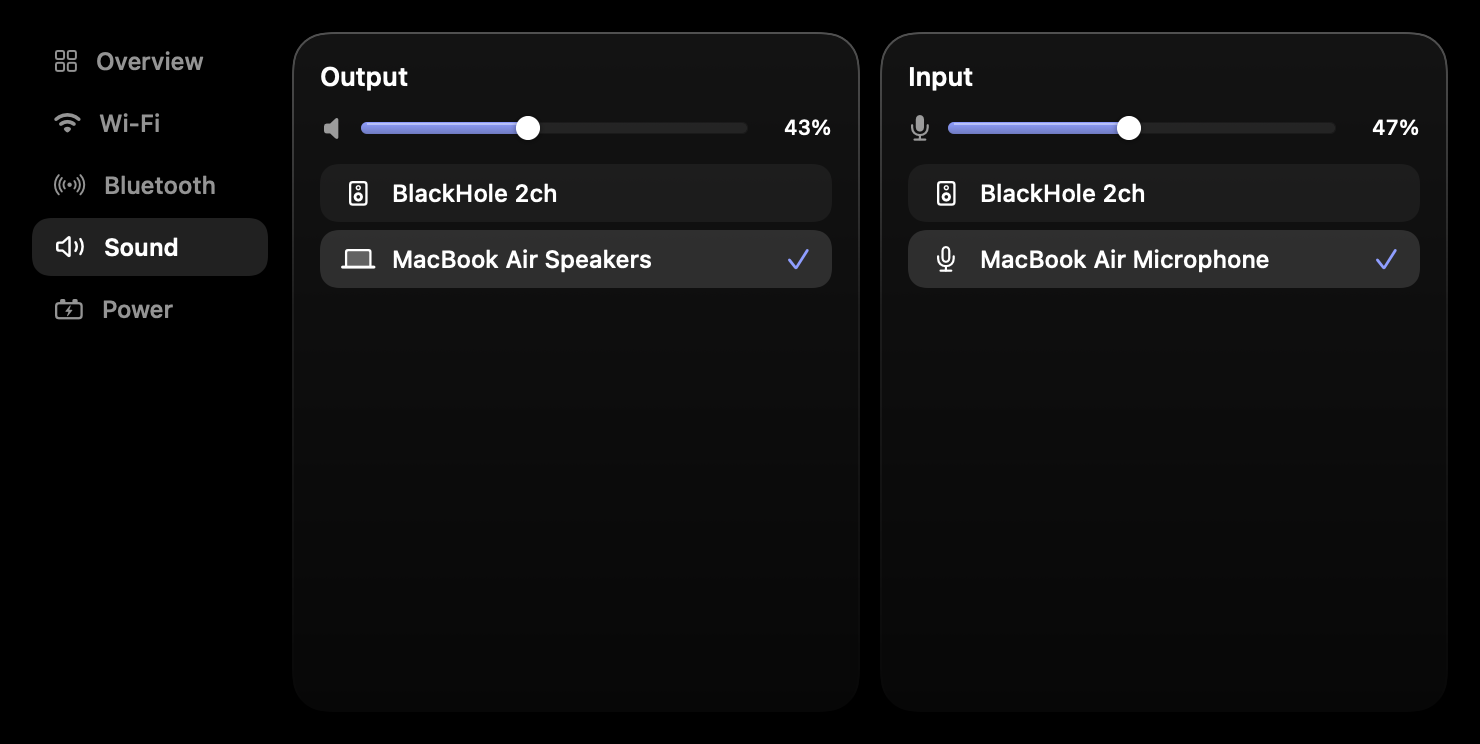 Overview
Wi-Fi
Bluetooth
Sound
Power
Output
43%
BlackHole 2ch
MacBook Air Speakers
Input
47%
BlackHole 2ch
MacBook Air Microphone